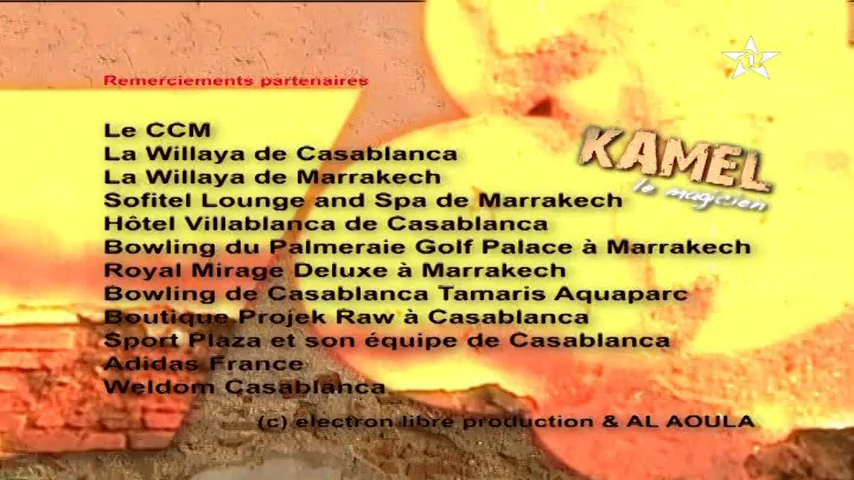 1
Remerciements partenaires
Le CCM
La Willaya de Casablanca
La Willaya de Marrakech
KAMEL
le magicien
Sofitel Lounge and Spa de Marrakech
Hôtel Villablanca de Casablanca
Bowling du Palmeraie Golf Palace à Marrakech
Royal Mirage Deluxe à Marrakech
Bowling de Casablanca Tamaris Aquaparc
Boutique Projek Raw à Casablanca
Sport Plaza et son équipe de Casablanca
Adidas France
Weldom Casablanca
(c) electron libre production & AL AOULA